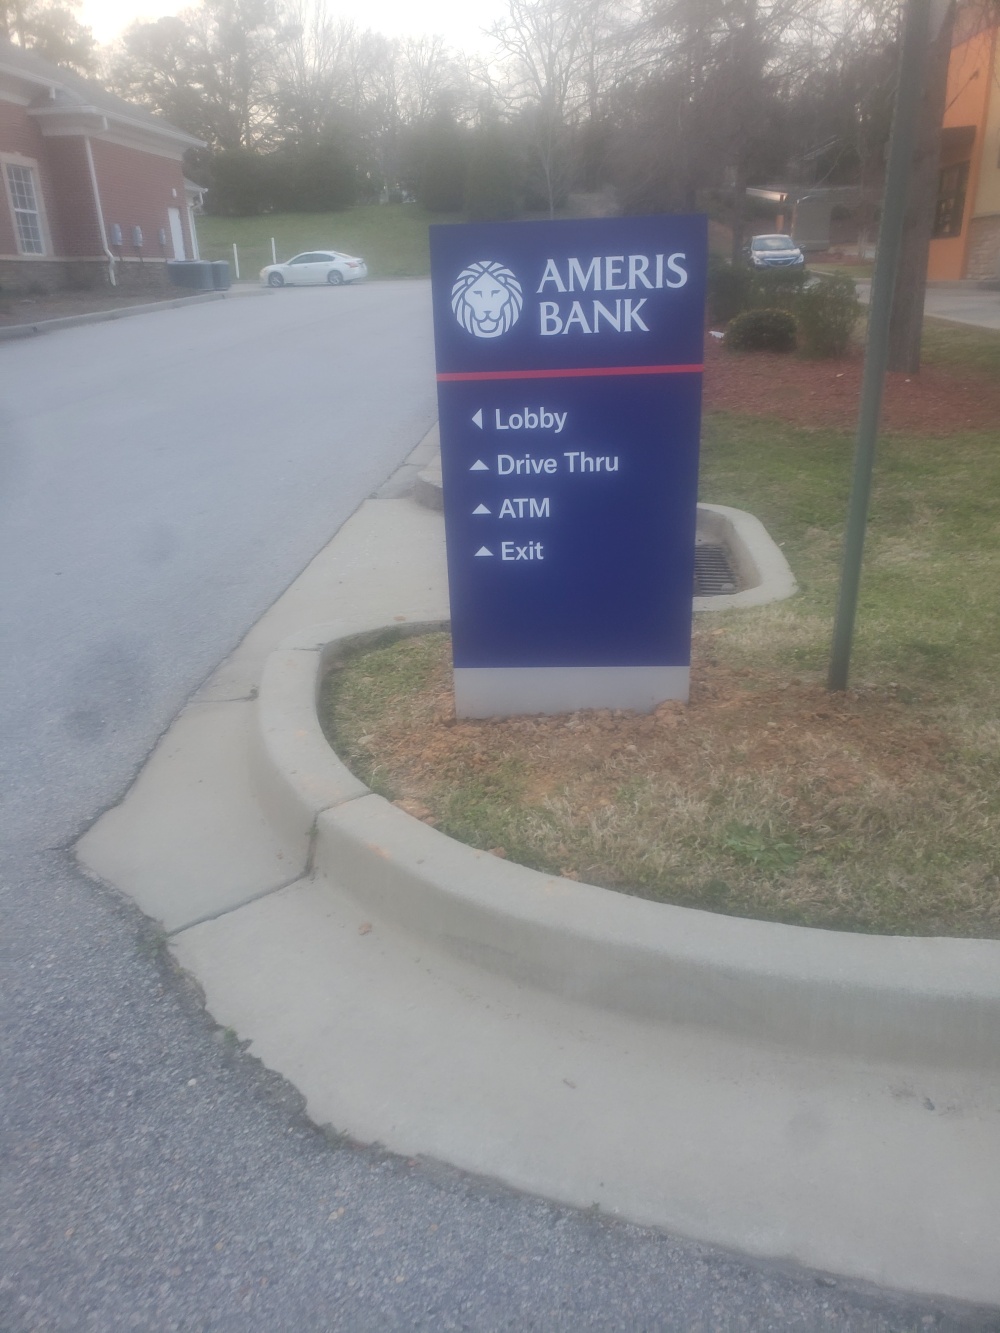 AMERIS
BANK
Lobby
Drive Thru
ATM
Exit